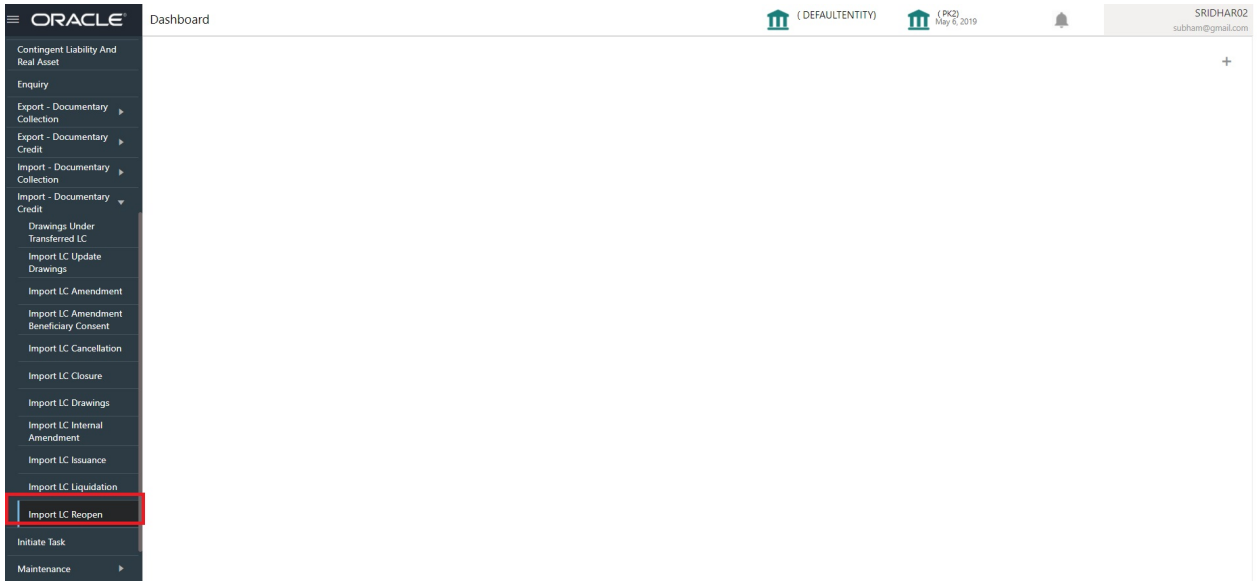 ORACLE
Dashboard
( DEFAULTENTITY)
( PK2)
May 6, 2019
SRIDHAR02
subham@gmail.com
Contingent Liability And
Real Asset
Enquiry
Export - Documentary
Collection
Export - Documentary
Credit
Import - Documentary
Collection
Import - Documentary
Credit
Drawings Under
Transferred LC
Import LC Update
Drawings
Import LC Amendment
Import LC Amendment
Beneficiary Consent
Import LC Cancellation
Import LC Closure
Import LC Drawings
Import LC Internal
Amendment
Import LC Issuance
Import LC Liquidation
Import LC Reopen
Initiate Task
Maintenance